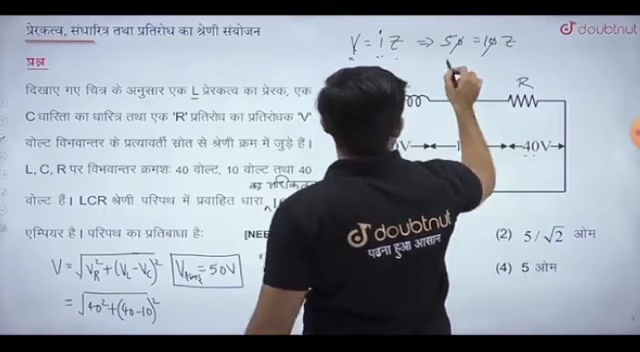 प्रेरकत्व, संधारित्र तथा प्रतिरोध का श्रेणी संयोजन
doubtnut
V = i Z ⇒ 50 = 10 Z
प्रश्न
दिखाए गए चित्र के अनुसार एक L प्रेरकत्व का प्रेरक, एक
C धारिता का धारित्र तथा एक 'R' प्रतिरोध का प्रतिरोधक 'V'
वोल्ट विभवान्तर के प्रत्यावर्ती स्रोत से श्रेणी क्रम में जुड़े हैं।
L, C, R पर विभवान्तर क्रमशः 40 वोल्ट, 10 वोल्ट तथा 40
वोल्ट हैं। LCR श्रेणी परिपथ में प्रवाहित धारा
एम्पियर है। परिपथ का प्रतिबाधा है:
R
40V
V = √V_R² + (V_L - V_C)²
V = 50V
= √40² + (40-10)²
doubtnut
पढना हुआ आसान
(2) 5/√2 ओम
(4) 5 ओम